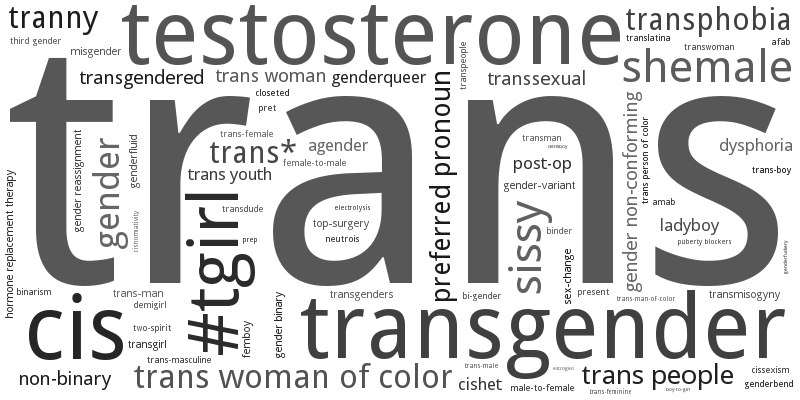 tranny
testosterone
transphobia
third gender
misgender
translatina
transwoman
afab
transgendered
trans woman
genderqueer
transpeople
transsexual
shemale
trans
closeted
pret
trans-female
trans*
agender
female-to-male
trans youth
transman
demiboy
post-op
gender-variant
dysphoria
trans-boy
gender reassignment
gender
genderfluid
cisnormativity
hormone replacement therapy
#tgirl
transdude
prep
electrolysis
top-surgery
neutrois
preferred pronoun
sissy
binder
sex-change
gender non-conforming
trans person of color
amab
ladyboy
puberty blockers
genderfuckery
binarism
trans-man
demigirl
transgenders
bi-gender
present
trans-man-of-color
transmisogyny
cis
two-spirit
transgirl
trans-masculine
femboy
gender binary
transgender
non-binary
trans woman of color
trans-male
cishet
male-to-female
estrogen
trans people
trans-feminine
boy-to-girl
cissexism
genderbend